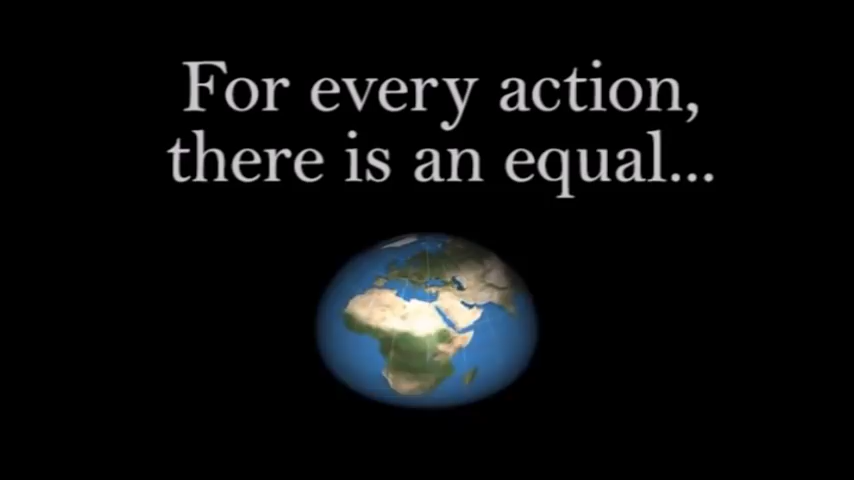 For every action,
there is an equal...